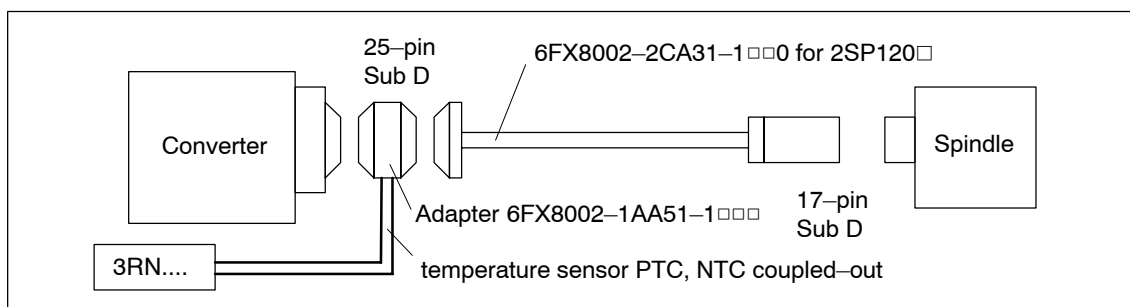 25–pin
Sub D
6FX8002–2CA31–1□□0 for 2SP120□
Converter
Spindle
Adapter 6FX8002–1AA51–1□□□
17–pin
Sub D
3RN....
temperature sensor PTC, NTC coupled–out